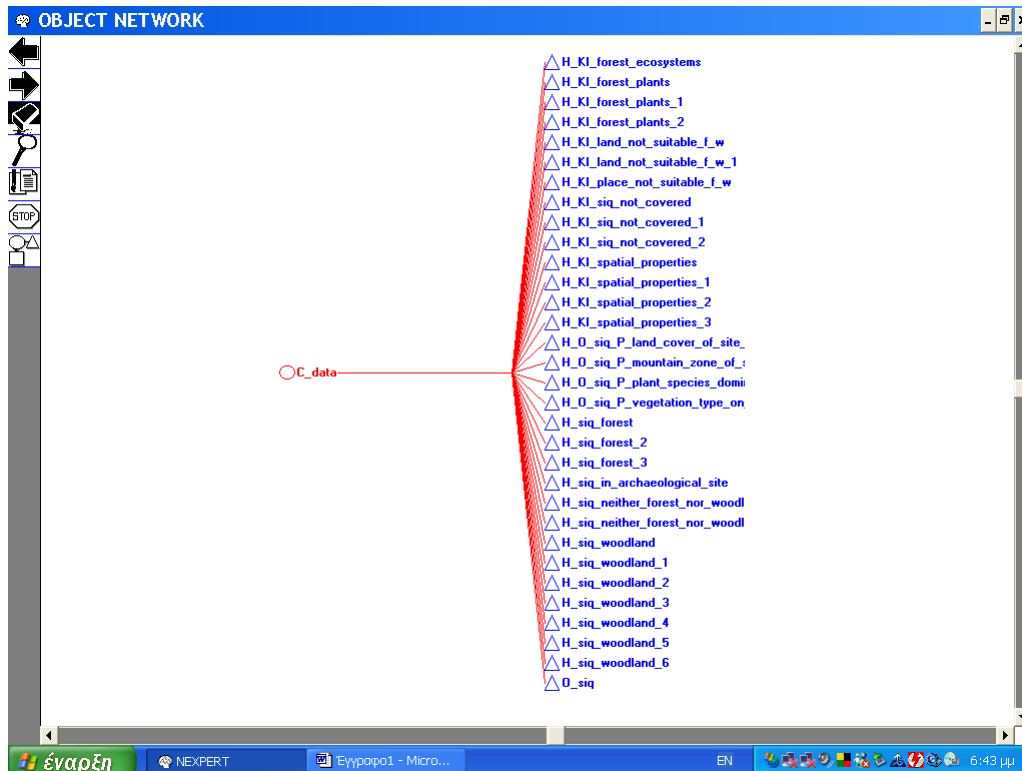 OBJECT NETWORK
STOP
H_KI_forest_ecosystems
H_KI_forest_plants
H_KI_forest_plants_1
H_KI_forest_plants_2
H_KI_land_not_suitable_f_w
H_KI_land_not_suitable_f_w_1
H_KI_place_not_suitable_f_w
H_KI_siq_not_covered
H_KI_siq_not_covered_1
H_KI_siq_not_covered_2
H_KI_spatial_properties
H_KI_spatial_properties_1
H_KI_spatial_properties_2
H_KI_spatial_properties_3
H_O_siq_P_land_cover_of_site_
H_O_siq_P_mountain_zone_of_s
C_data
H_O_siq_P_plant_species_domi
H_O_siq_P_vegetation_type_on_
H_siq_forest
H_siq_forest_2
H_siq_forest_3
H_siq_in_archaeological_site
H_siq_neither_forest_nor_woodl
H_siq_neither_forest_nor_woodl
H_siq_woodland
H_siq_woodland_1
H_siq_woodland_2
H_siq_woodland_3
H_siq_woodland_4
H_siq_woodland_5
H_siq_woodland_6
O_siq
έναρξη NEXPERT Έγγραφο1 - Micro... EN 6:43 μμ